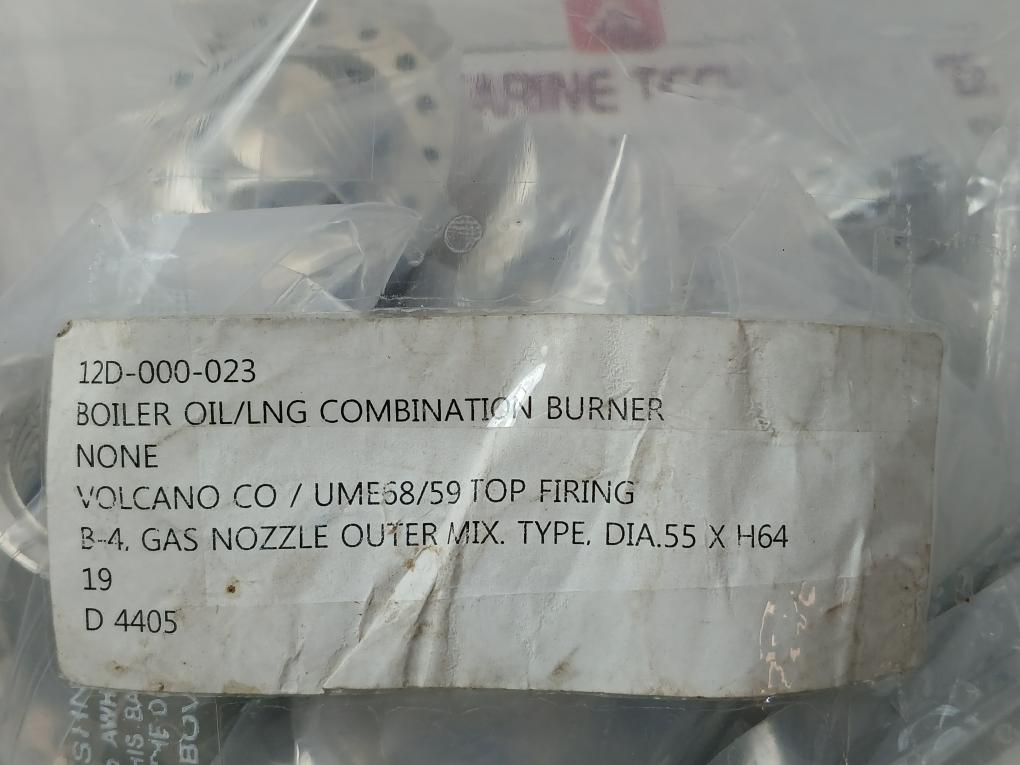 ARINE
12D-000-023
BOILER OIL/LNG COMBINATION BURNER
NONE
VOLCANO CO / UME68/59 TOP FIRING
B-4, GAS NOZZLE OUTER MIX. TYPE, DIA.55 X H64
19
D 4405